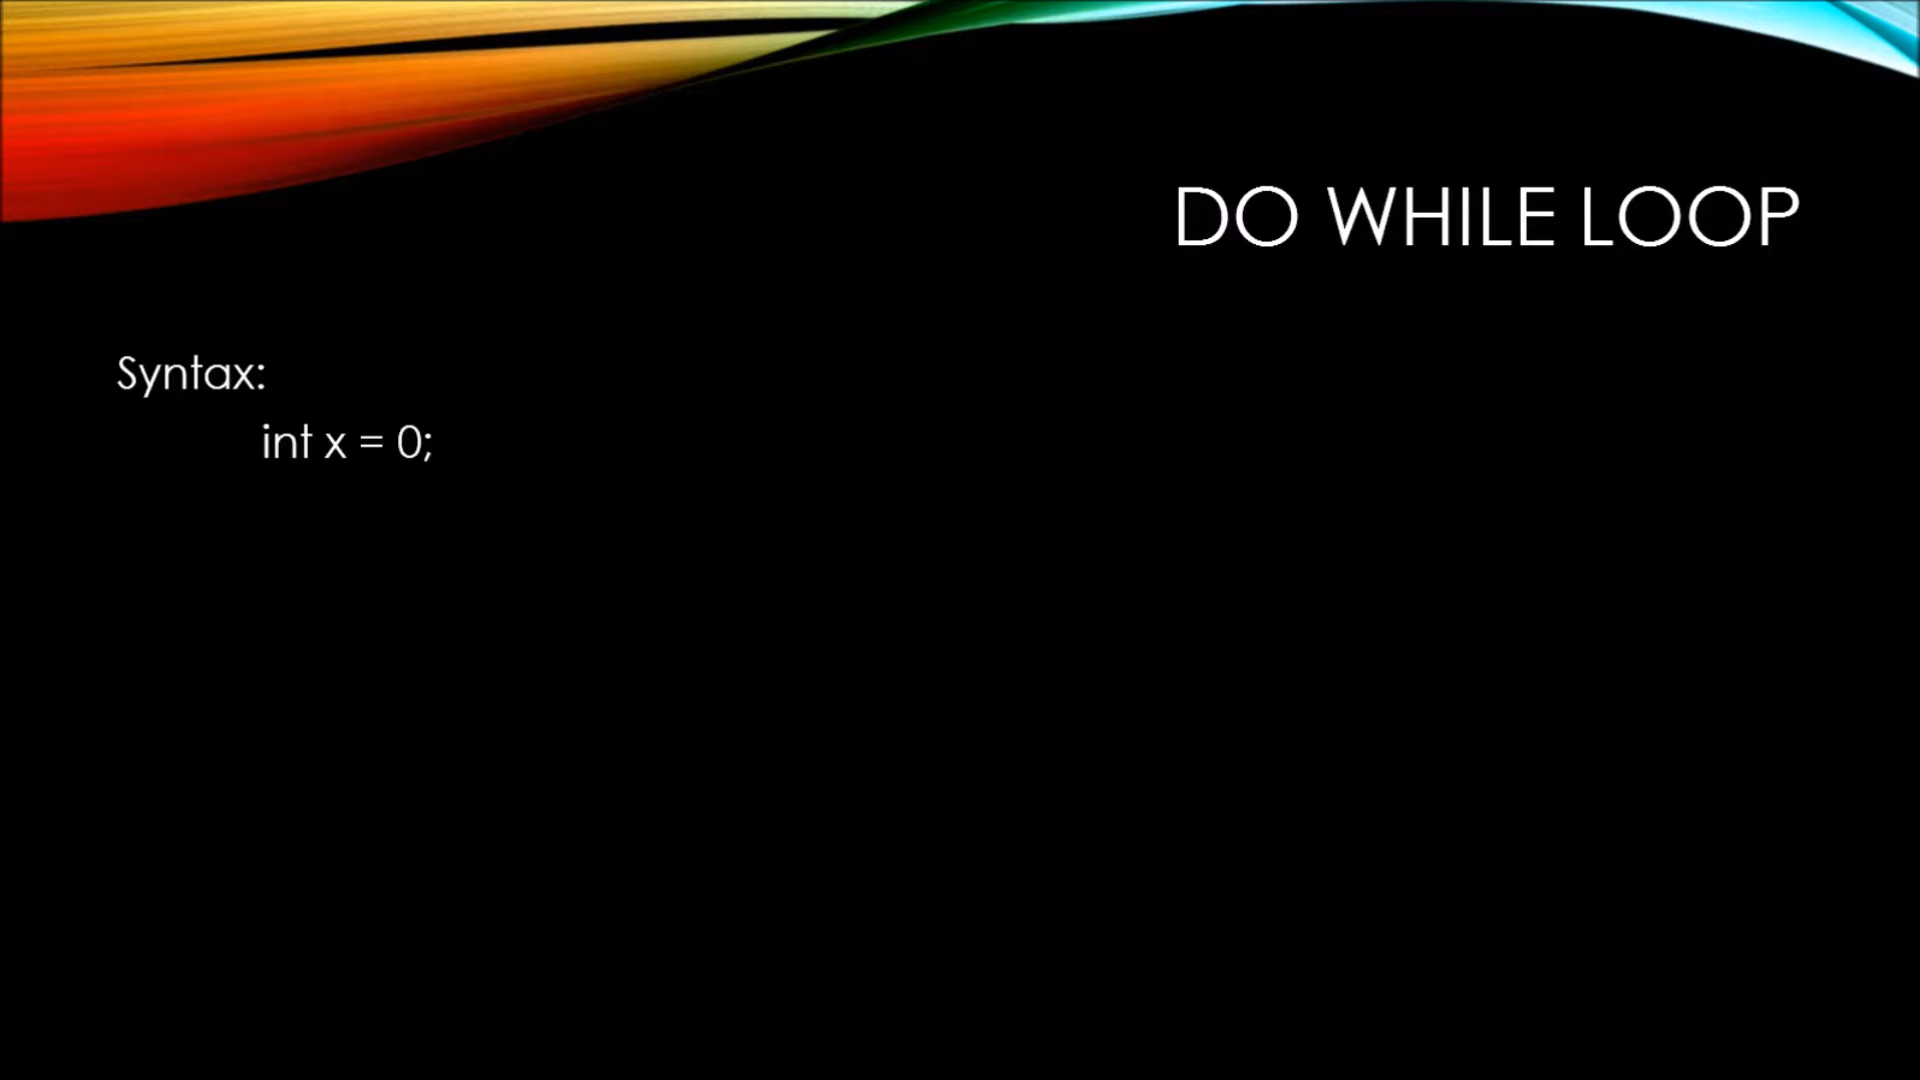 DO WHILE LOOP
Syntax:
int x = 0;